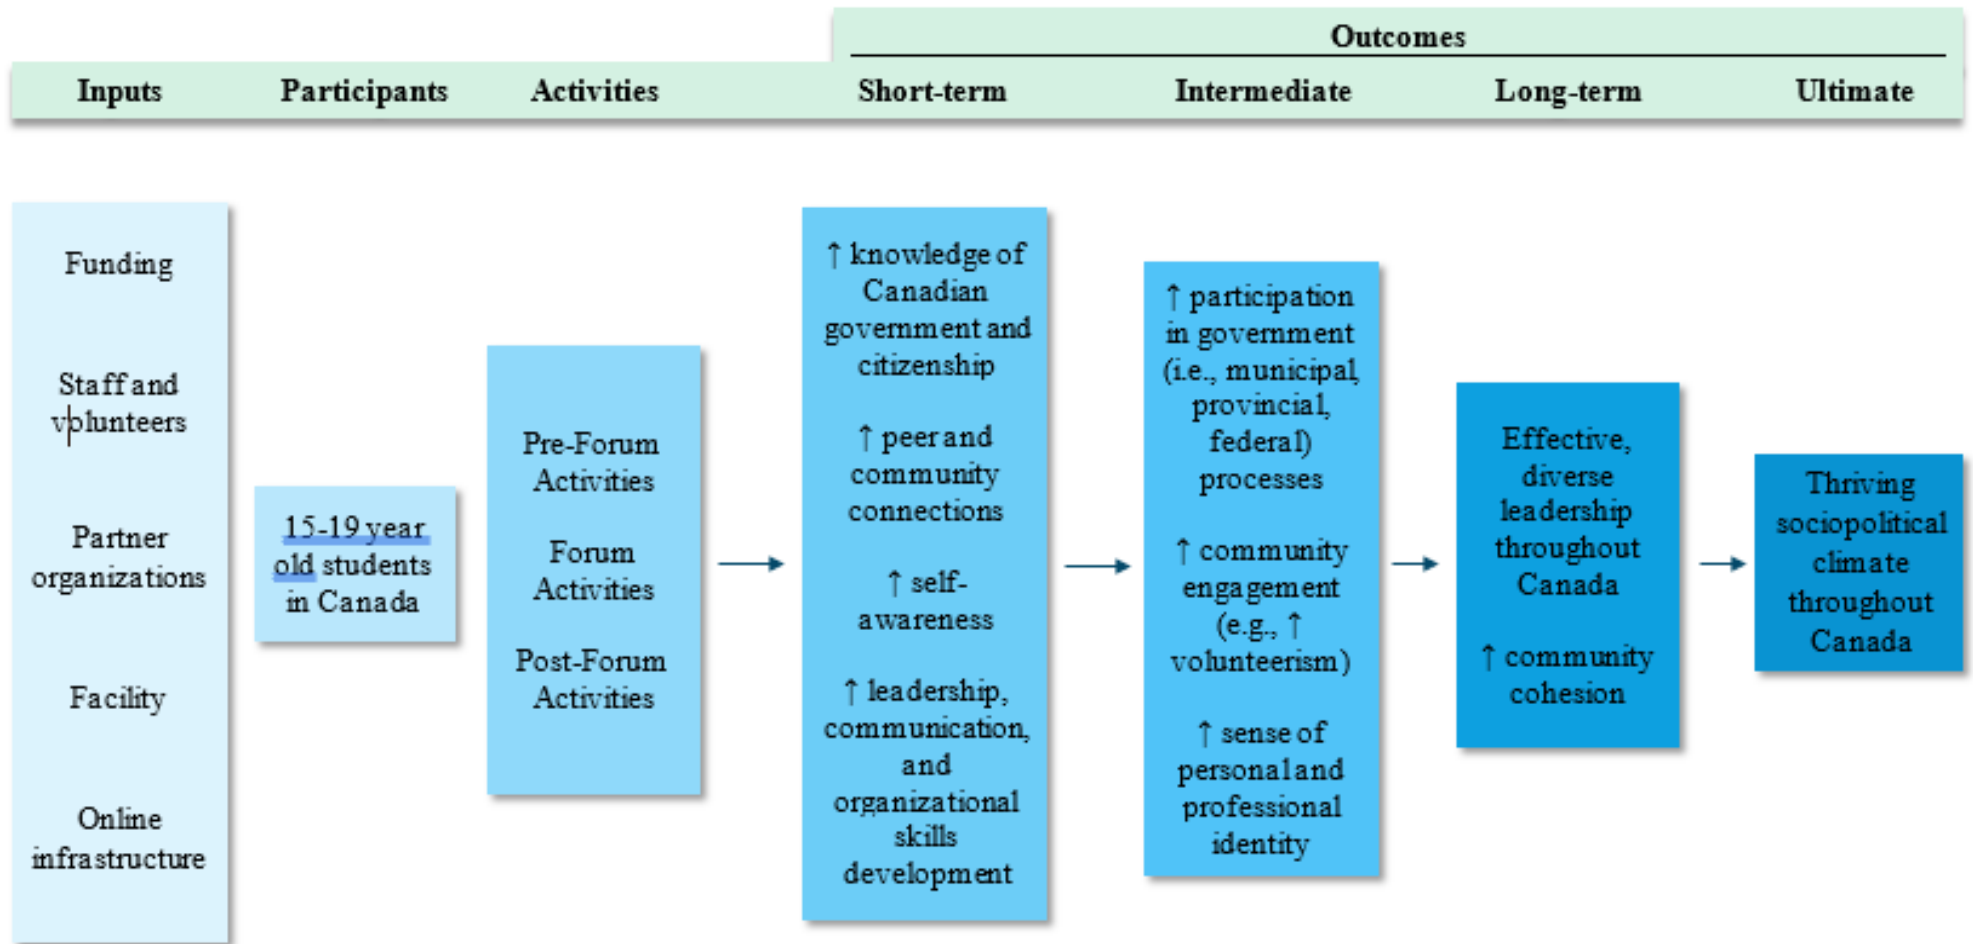 Outcomes
Inputs Participants Activities Short-term Intermediate Long-term Ultimate
Funding
Staff and
volunteers
Partner
organizations
Facility
Online
infrastructure
15-19 year
old students
in Canada
Pre-Forum
Activities
Forum
Activities
Post-Forum
Activities
↑ knowledge of
Canadian
government and
citizenship
↑ peer and
community
connections
↑ self-
awareness
↑ leadership,
communication,
and
organizational
skills
development
↑ participation
in government
(i.e., municipal,
provincial,
federal)
processes
↑ community
engagement
(e.g., ↑
volunteerism)
↑ sense of
personal and
professional
identity
Effective,
diverse
leadership
throughout
Canada
↑ community
cohesion
Thriving
sociopolitical
climate
throughout
Canada